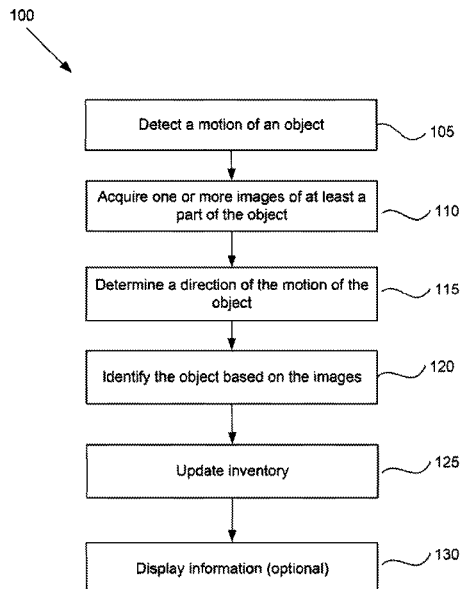 100
Detect a motion of an object
105
Acquire one or more images of at least a
part of the object
110
Determine a direction of the motion of the
object
115
Identify the object based on the images
120
Update inventory
125
Display information (optional)
130